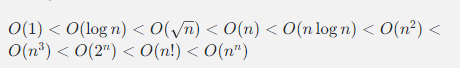 O(1) < O(log n) < O(√n) < O(n) < O(n log n) < O(n²) <
O(n³) < O(2ⁿ) < O(n!) < O(nⁿ)